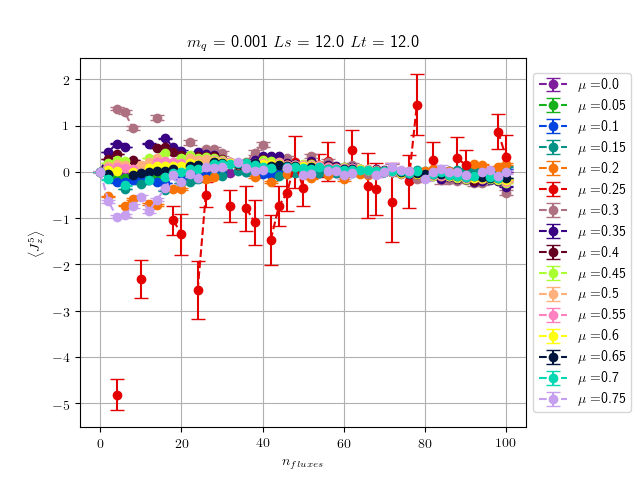 m_q = 0.001 Ls = 12.0 Lt = 12.0
2
1
0
−1
−2
−3
−4
−5
⟨J_z^5⟩
0 20 40 60 80 100
n_{fluxes}
μ =0.0
μ =0.05
μ =0.1
μ =0.15
μ =0.2
μ =0.25
μ =0.3
μ =0.35
μ =0.4
μ =0.45
μ =0.5
μ =0.55
μ =0.6
μ =0.65
μ =0.7
μ =0.75